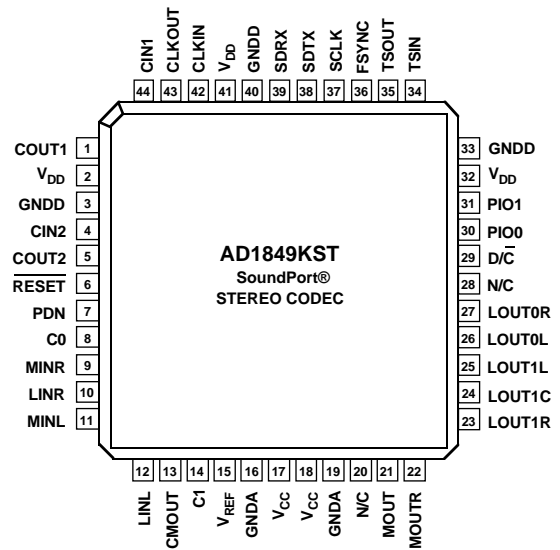 CIN1 CLKOUT CLKIN VDD GNDD SDRX SDTX SCLK FSYNC TSOUT TSIN
44 43 42 41 40 39 38 37 36 35 34
COUT1 1
VDD 2
GNDD 3
CIN2 4
COUT2 5
RESET 6
PDN 7
C0 8
MINR 9
LINR 10
MINL 11
AD1849KST
SoundPort®
STEREO CODEC
33 GNDD
32 VDD
31 PIO1
30 PIO0
29 D/C
28 N/C
27 LOUT0R
26 LOUT0L
25 LOUT1L
24 LOUT1C
23 LOUT1R
12 13 14 15 16 17 18 19 20 21 22
LINL CMOUT C1 VREF GNDA VCC VCC GNDA N/C MOUT MOUTR